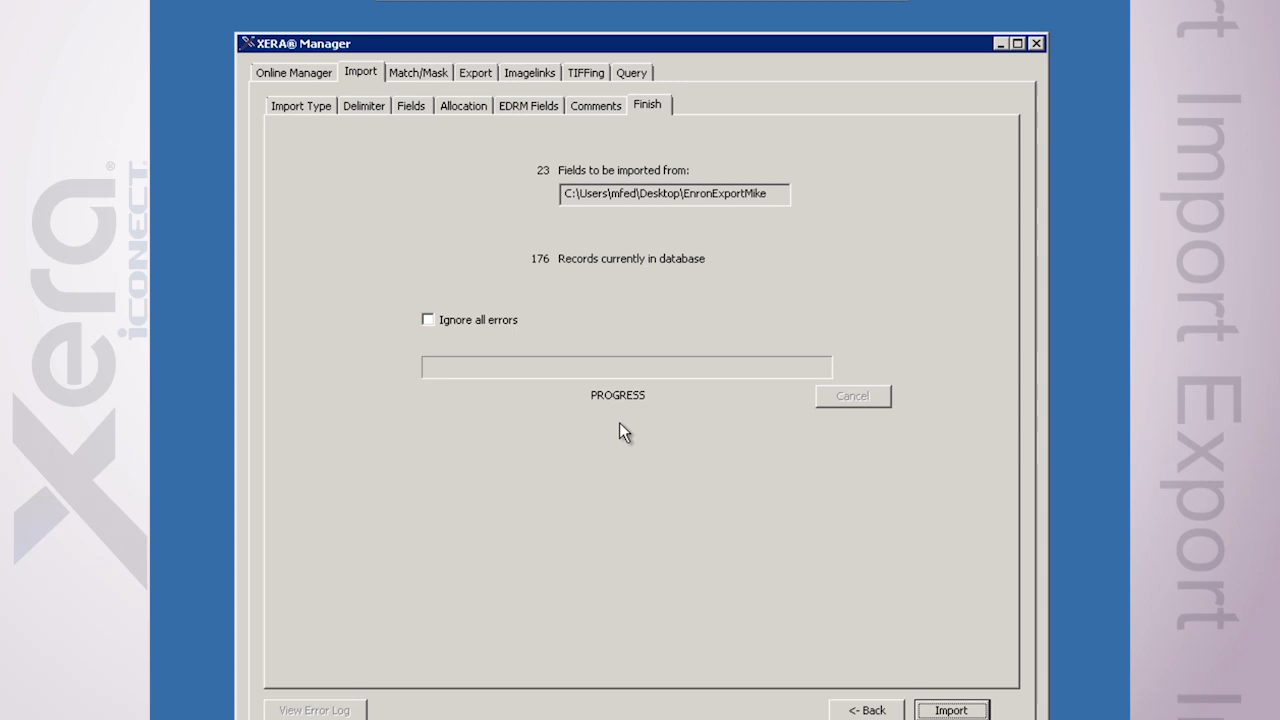 XERA® Manager
Online Manager Import Match/Mask Export Imagelinks TIFFing Query
Import Type Delimiter Fields Allocation EDRM Fields Comments Finish
23 Fields to be imported from:
C:\Users\mfed\Desktop\EnronExportMike
176 Records currently in database
Ignore all errors
PROGRESS
Cancel
View Error Log <- Back Import
xera®
iCONECT
Import Export